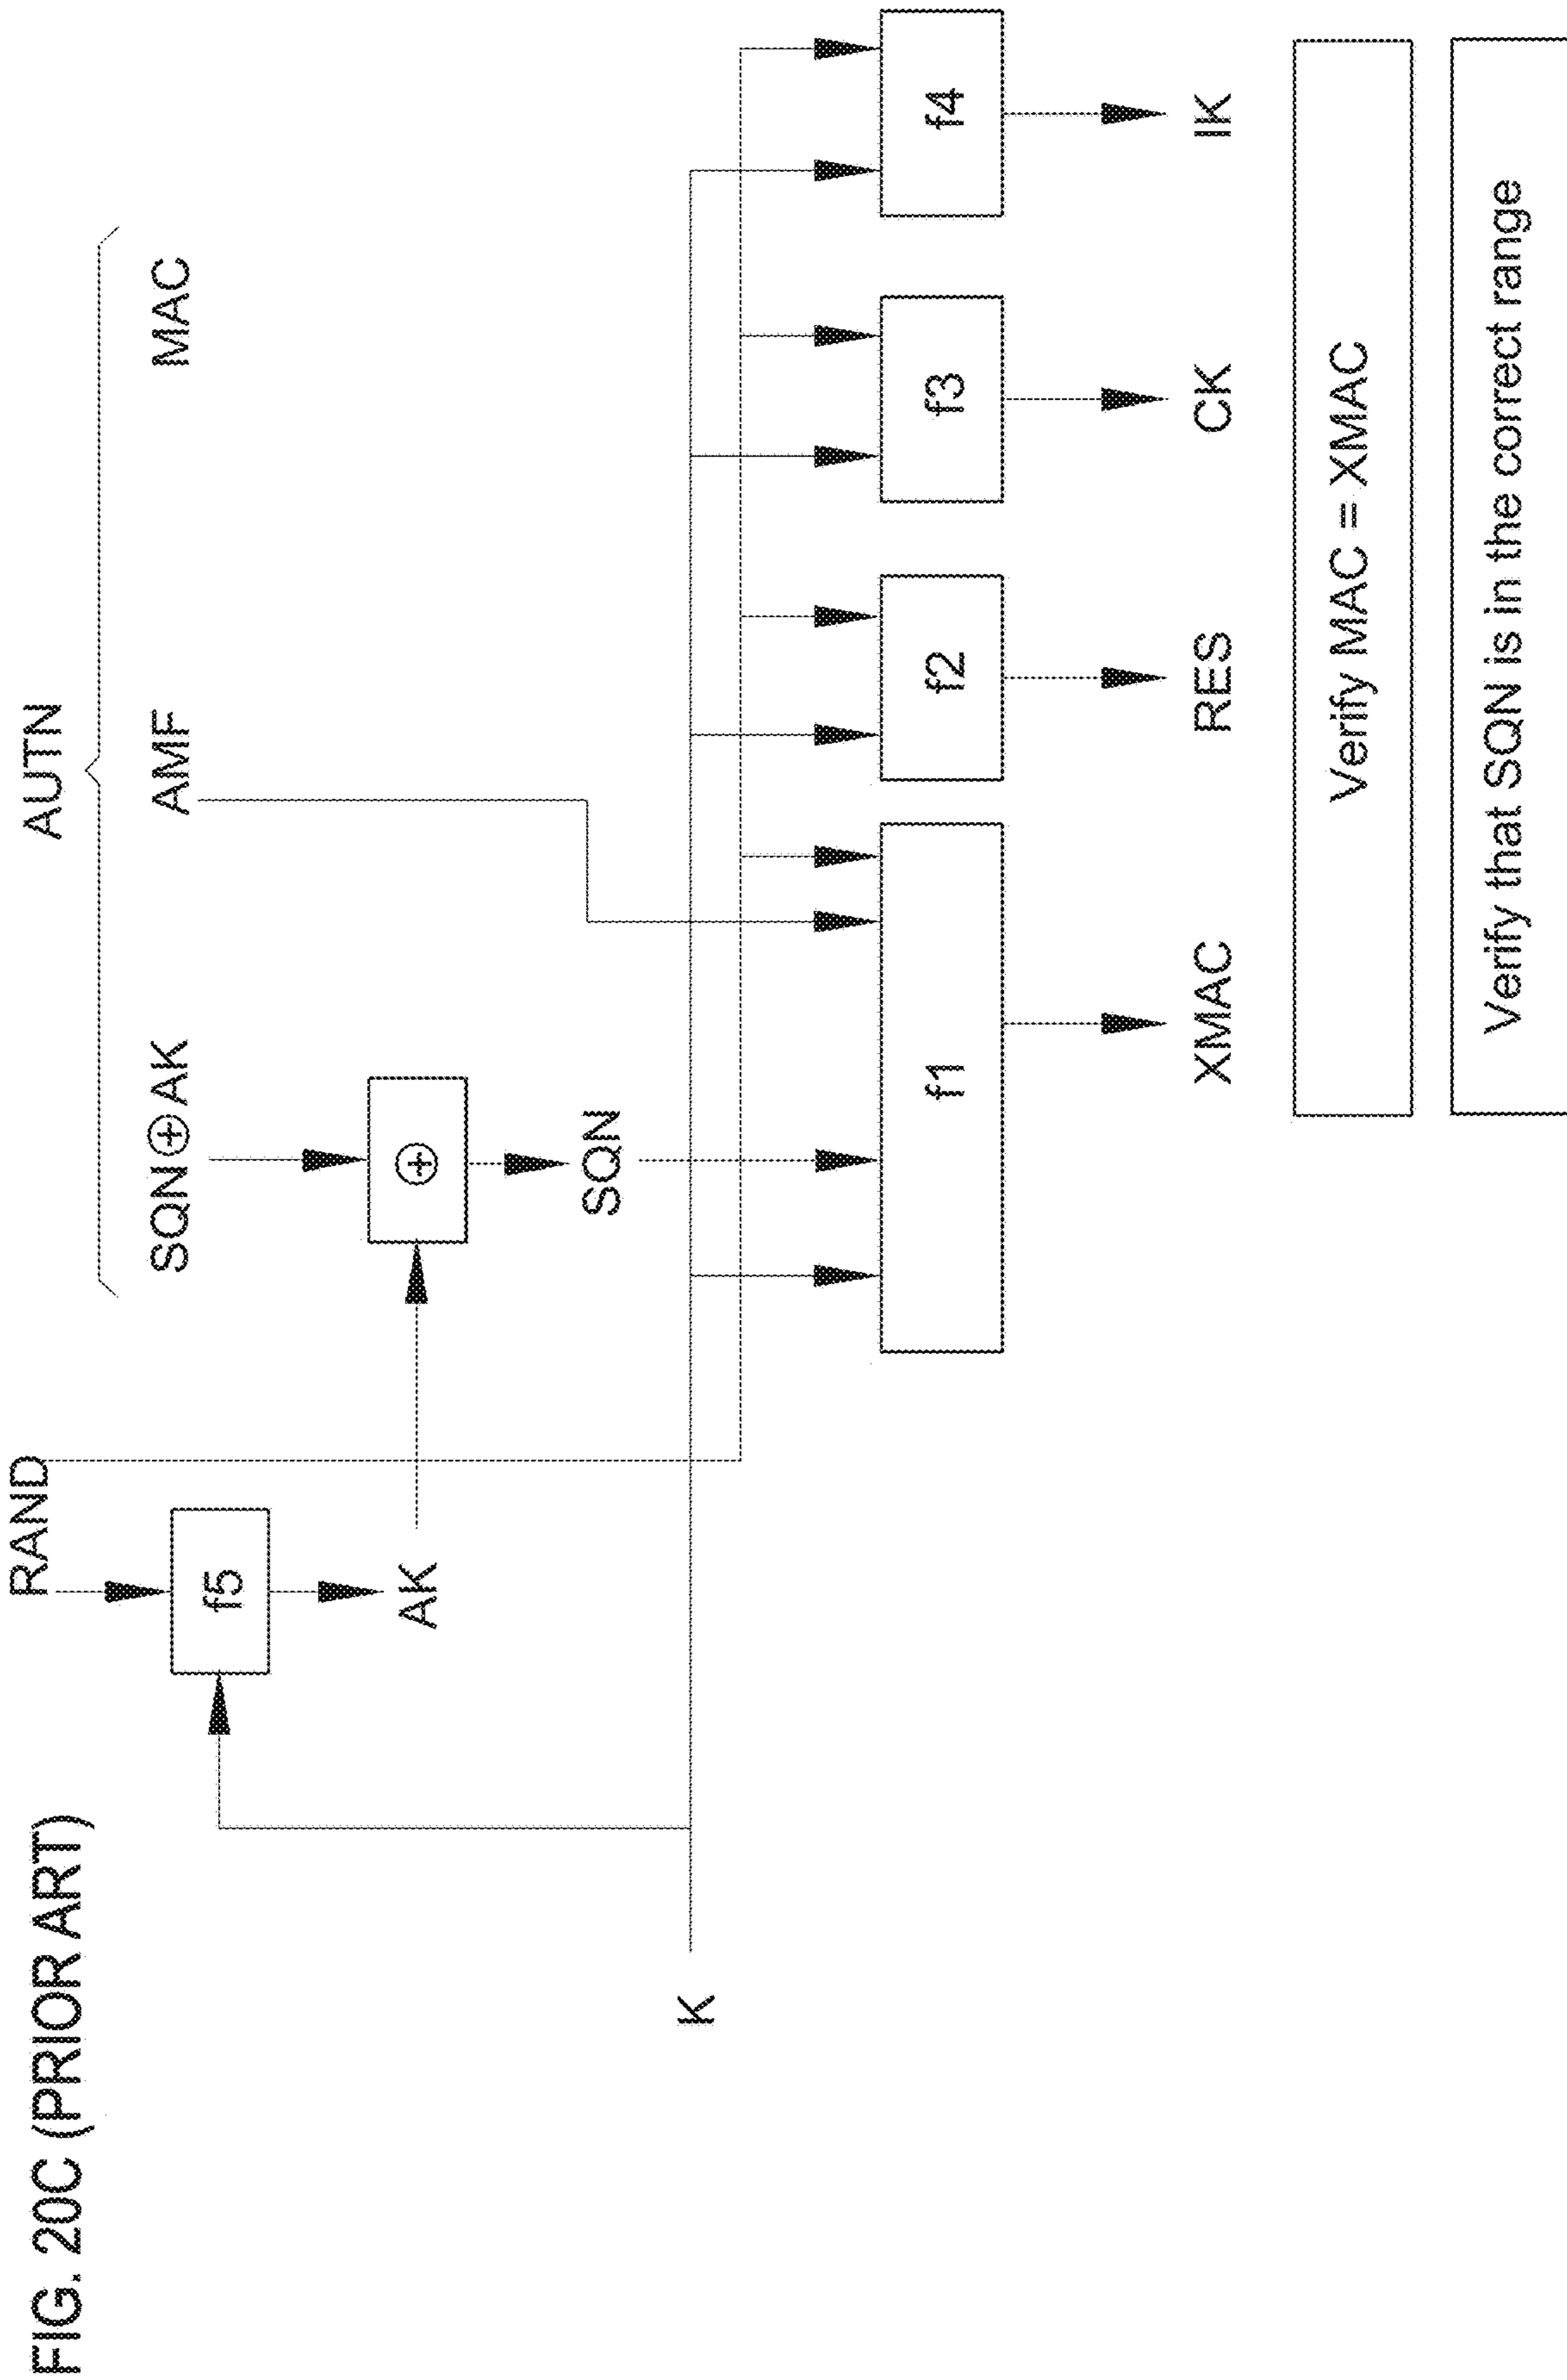 FIG. 20C (PRIOR ART)
RAND
AUTN
f5
SQN⊕AK
AMF
MAC
AK
⊕
SQN
K
f1
f2
f3
f4
XMAC
RES
CK
IK
Verify MAC = XMAC
Verify that SQN is in the correct range